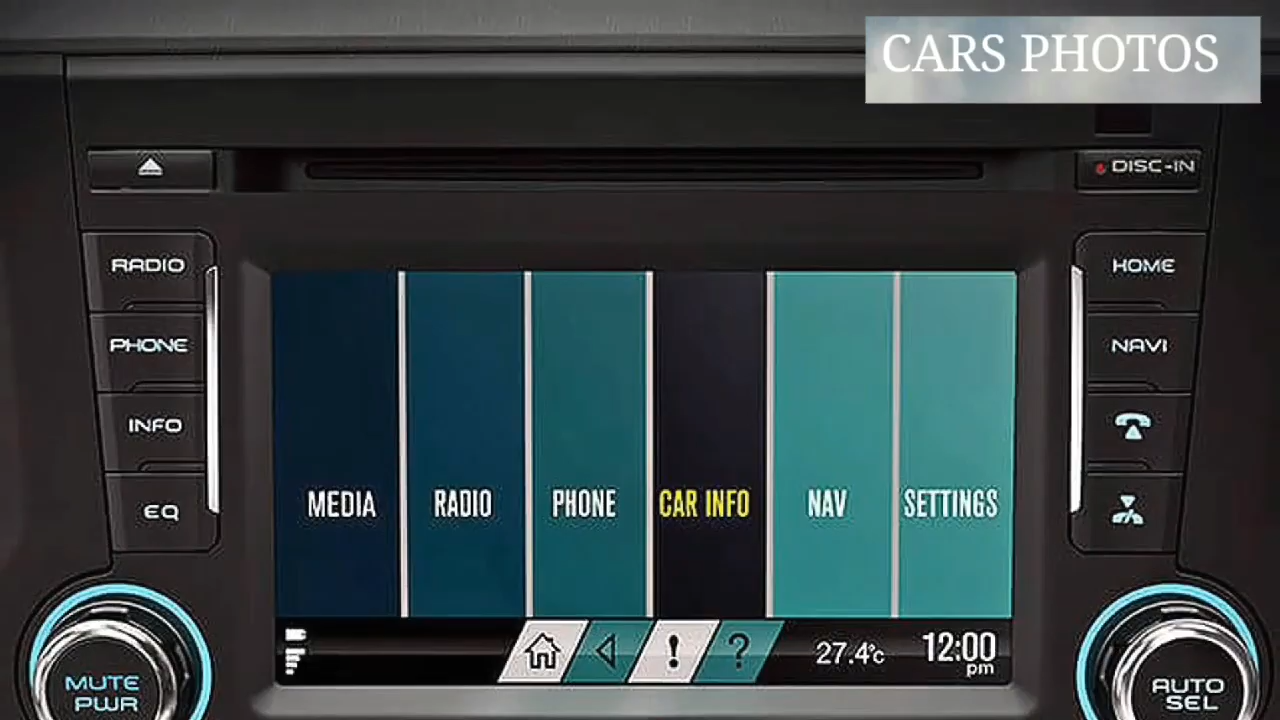 CARS PHOTOS
DISC-IN
RADIO
HOME
PHONE
NAVI
INFO
EQ
MEDIA
RADIO
PHONE
CAR INFO
NAV
SETTINGS
!
?
27.4°c
12:00
pm
MUTE
PWR
AUTO
SEL